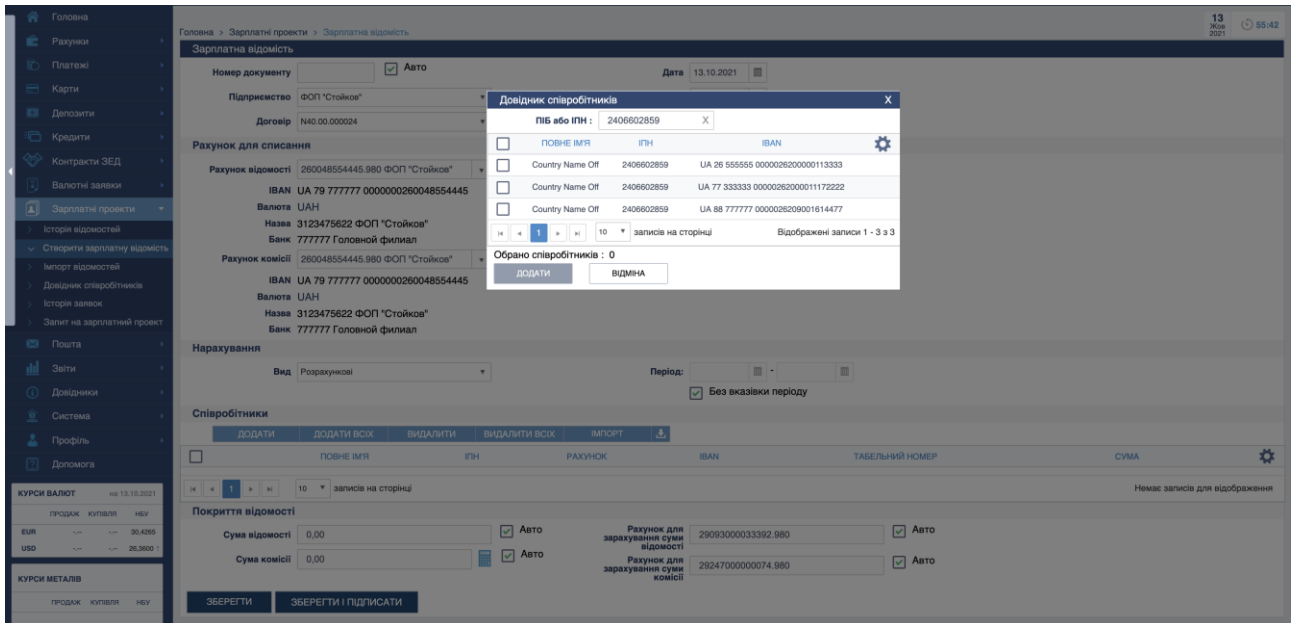 Головна
Рахунки
Платежі
Карти
Депозити
Кредити
Контракти ЗЕД
Валютні заявки
Зарплатні проекти
Історія відомостей
Створити зарплатну відомість
Імпорт відомостей
Довідник співробітників
Історія заявок
Запит на зарплатний проект
Пошта
Звіти
Довідники
Система
Профіль
Допомога
КУРСИ ВАЛЮТ на 13.10.2021
ПРОДАЖ КУПІВЛЯ НБУ
EUR -.-- -.-- 30,4265
USD -.-- -.-- 26,3600
КУРСИ МЕТАЛІВ
ПРОДАЖ КУПІВЛЯ НБУ
13
Жов
2021
55:42
Головна > Зарплатні проекти > Зарплатна відомість
Зарплатна відомість
Номер документу Авто Дата 13.10.2021
Підприємство ФОП "Стойков"
Договір N40.00.000024
Рахунок для списання
Рахунок відомості 260048554445.980 ФОП "Стойков"
IBAN UA 79 777777 0000000260048554445
Валюта UAH
Назва 3123475622 ФОП "Стойков"
Банк 777777 Головной филиал
Рахунок комісії 260048554445.980 ФОП "Стойков"
IBAN UA 79 777777 0000000260048554445
Валюта UAH
Назва 3123475622 ФОП "Стойков"
Банк 777777 Головной филиал
Довідник співробітників X
ПІБ або ІПН : 2406602859 X
ПОВНЕ ІМ'Я ІПН IBAN
Country Name Off 2406602859 UA 26 555555 0000026200000113333
Country Name Off 2406602859 UA 77 333333 00000262000011172222
Country Name Off 2406602859 UA 88 777777 00000262090016​14477
1 10 записів на сторінці Відображені записи 1 - 3 з 3
Обрано співробітників : 0
ДОДАТИ ВІДМІНА
Нарахування
Вид Розрахункові Період: -
Без вказівки періоду
Співробітники
ДОДАТИ ДОДАТИ ВСІХ ВИДАЛИТИ ВИДАЛИТИ ВСІХ ІМПОРТ
ПОВНЕ ІМ'Я ІПН РАХУНОК IBAN ТАБЕЛЬНИЙ НОМЕР СУМА
1 10 записів на сторінці Немає записів для відображення
Покриття відомості
Сума відомості 0,00 Авто
Рахунок для
зарахування суми
відомості
29093000033392.980 Авто
Сума комісії 0,00 Авто
Рахунок для
зарахування суми
комісії
29247000000074.980 Авто
ЗБЕРЕГТИ ЗБЕРЕГТИ І ПІДПИСАТИ